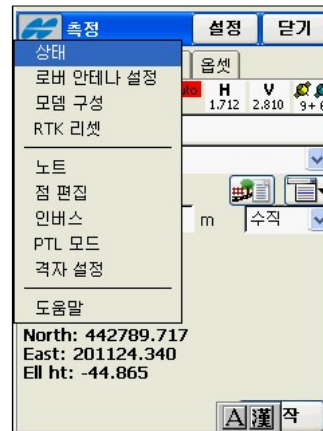 측정 설정 닫기
상태
로버 안테나 설정 옵셋
모뎀 구성 H V
RTK 리셋 1.712 2.810 9+
노트
점 편집
인버스 m 수직
PTL 모드
격자 설정
도움말
North: 442789.717
East: 201124.340
Ell ht: -44.865
A 漢 작